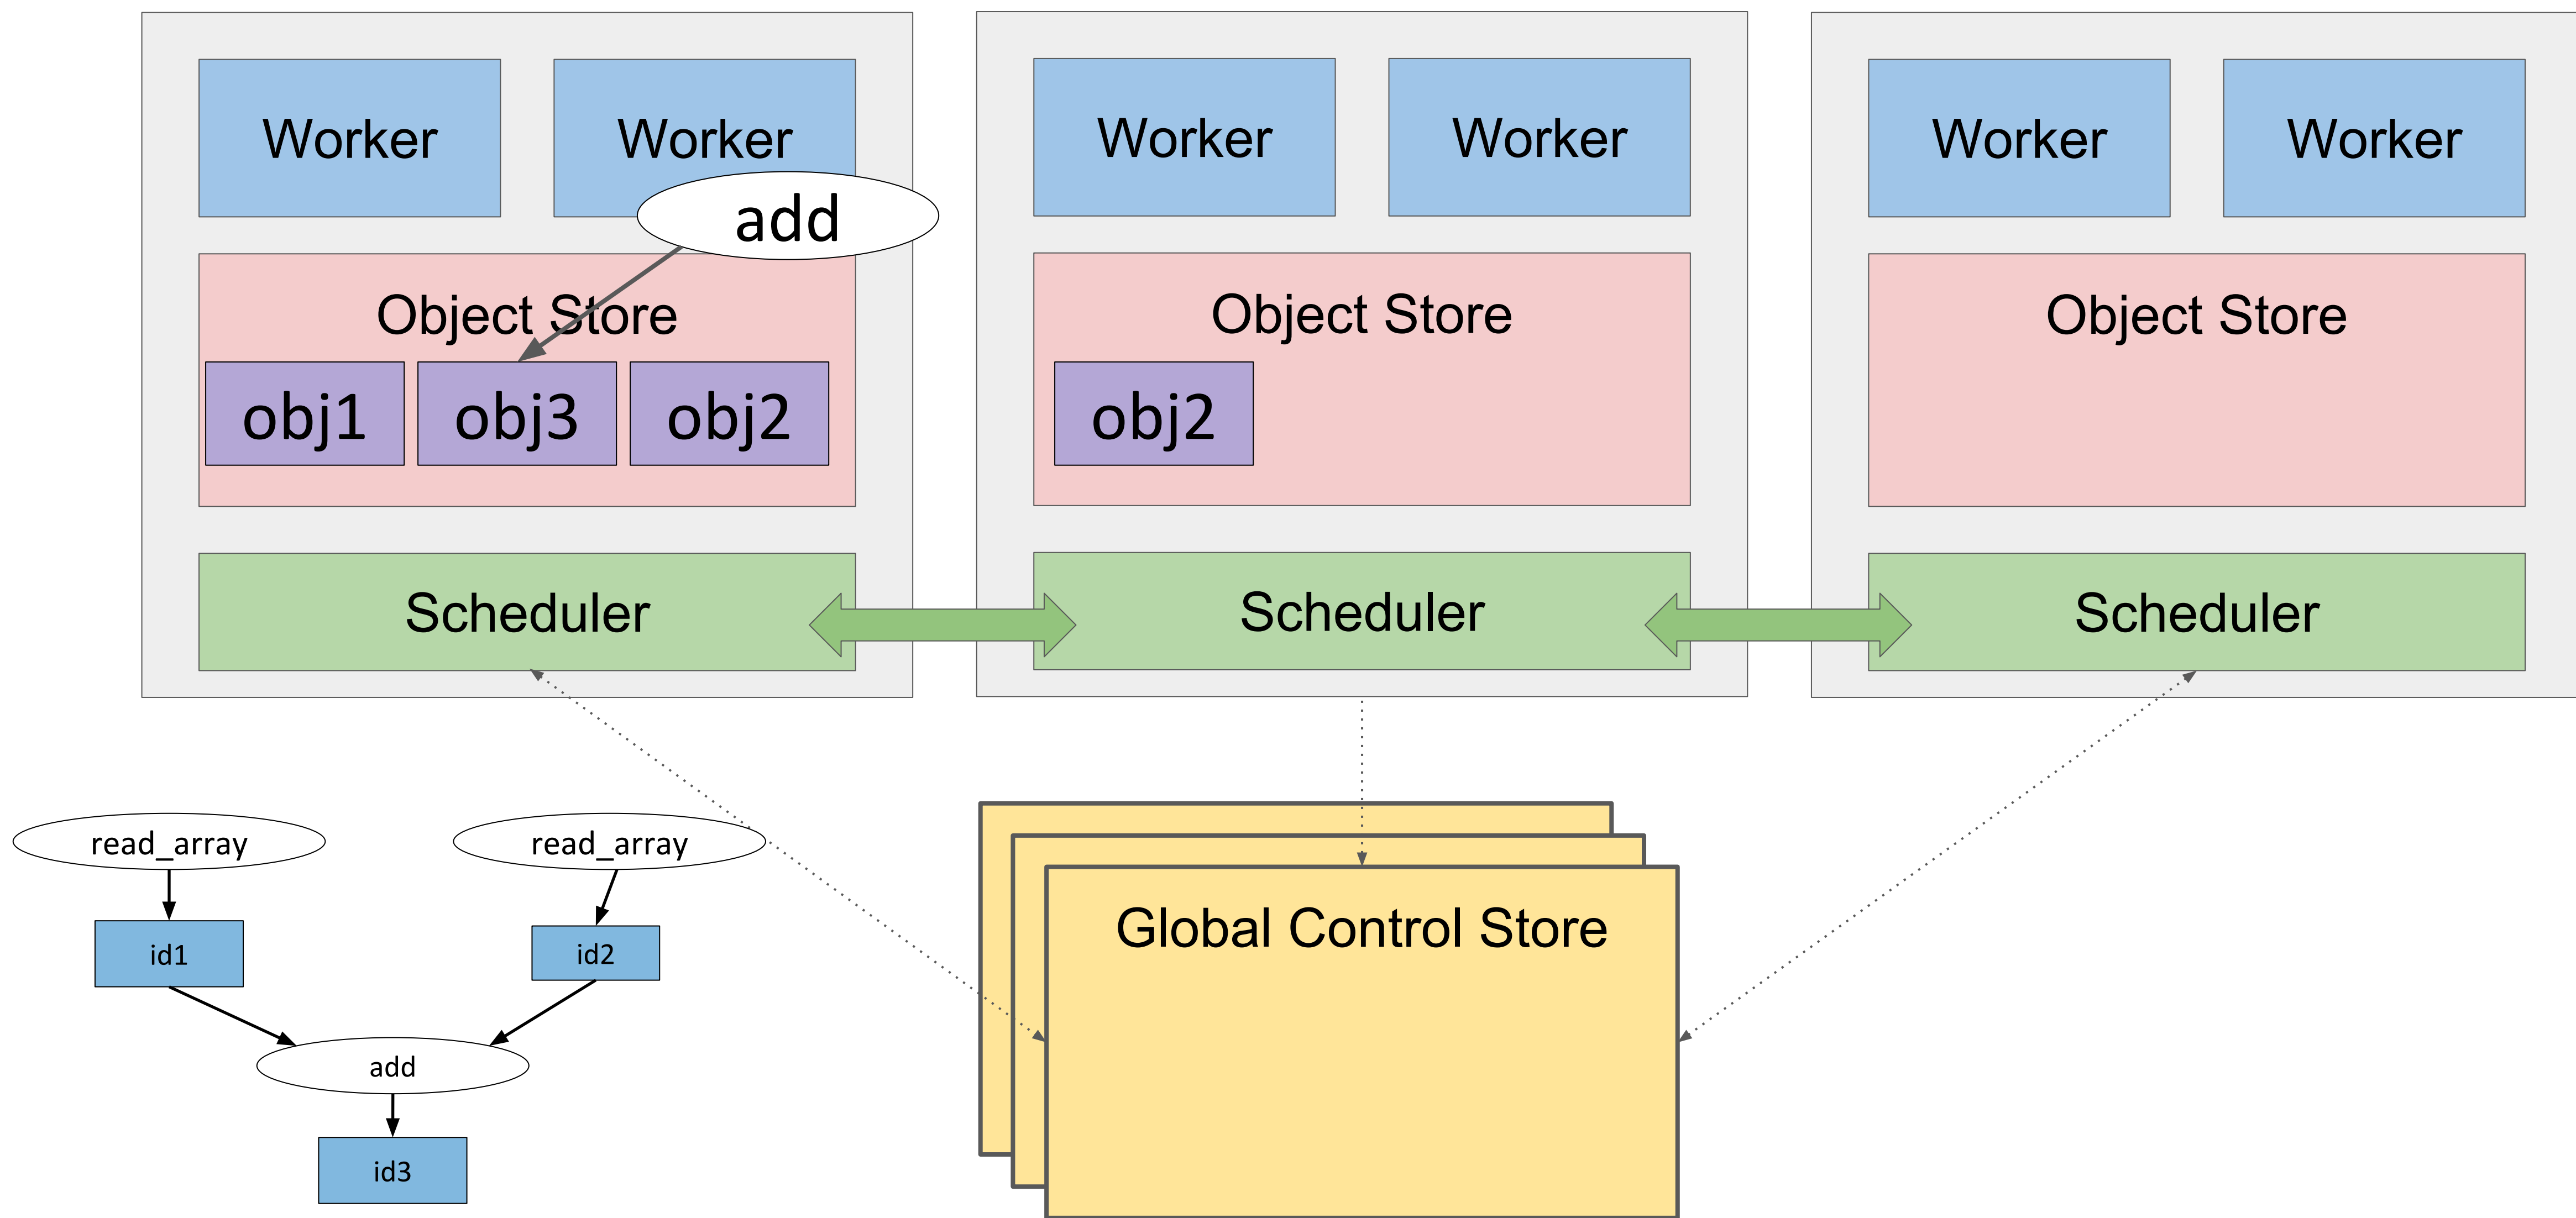 Worker
Worker
Worker
Worker
Worker
Worker
add
Object Store
Object Store
Object Store
obj1
obj3
obj2
obj2
Scheduler
Scheduler
Scheduler
read_array
read_array
Global Control Store
id1
id2
add
id3